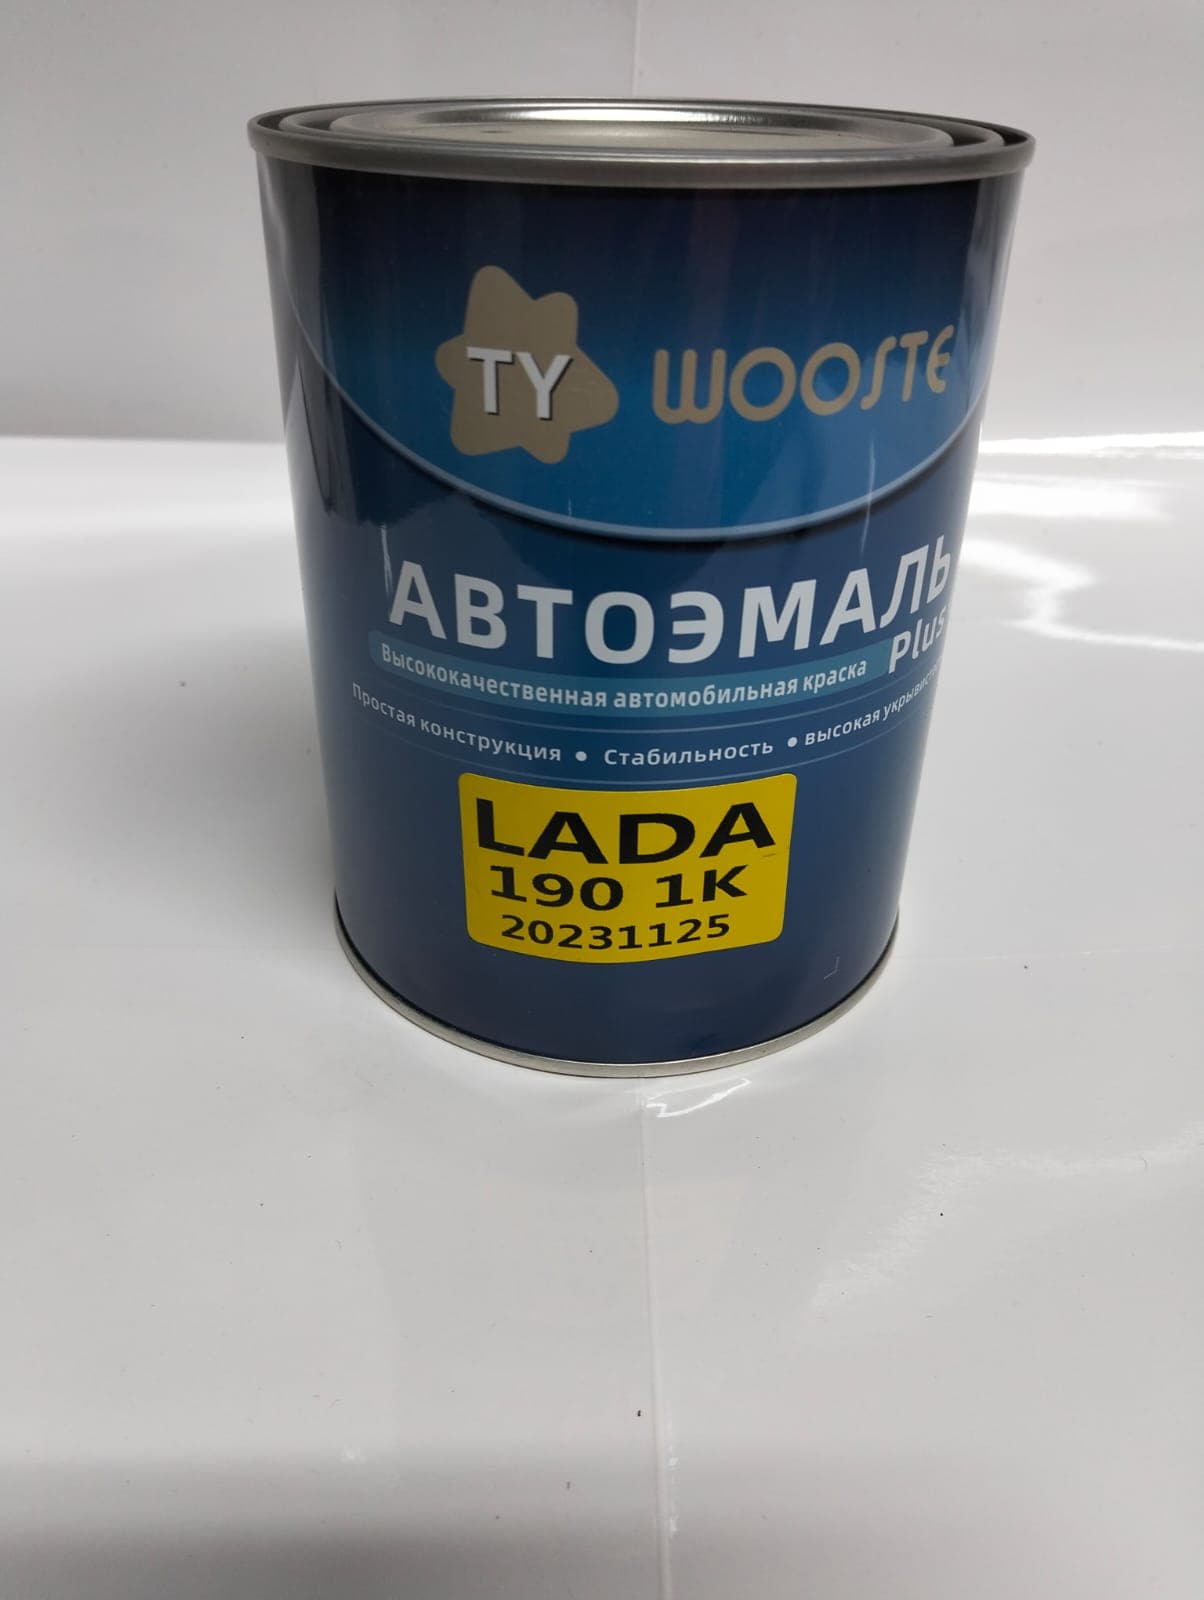 TY WOOSTE
АВТОЭМАЛЬ
Plus
Высококачественная автомобильная краска
Простая конструкция • Стабильность • высокая
LADA
190 1K
20231125